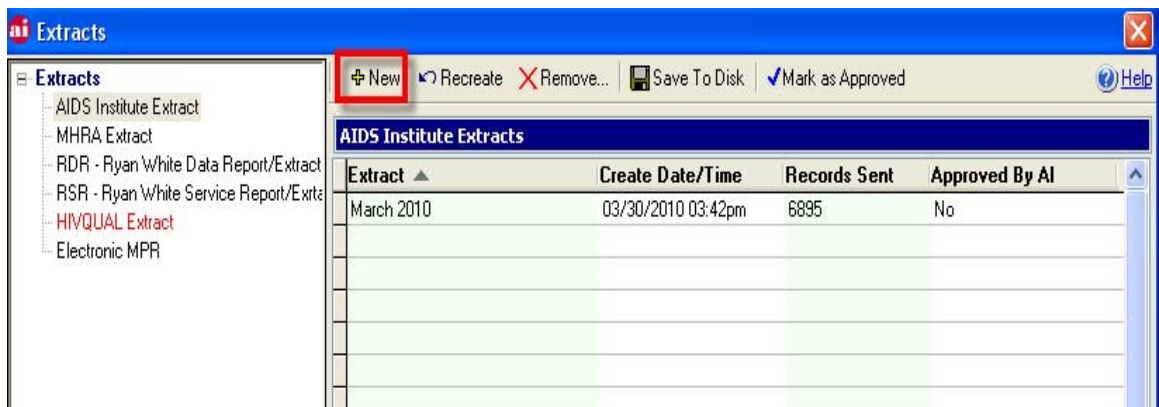 ai Extracts
Extracts
AIDS Institute Extract
MHRA Extract
RDR - Ryan White Data Report/Extract
RSR - Ryan White Service Report/Exrta
HIVQUAL Extract
Electronic MPR
New Recreate Remove... Save To Disk Mark as Approved Help
AIDS Institute Extracts
Extract Create Date/Time Records Sent Approved By AI
March 2010 03/30/2010 03:42pm 6895 No